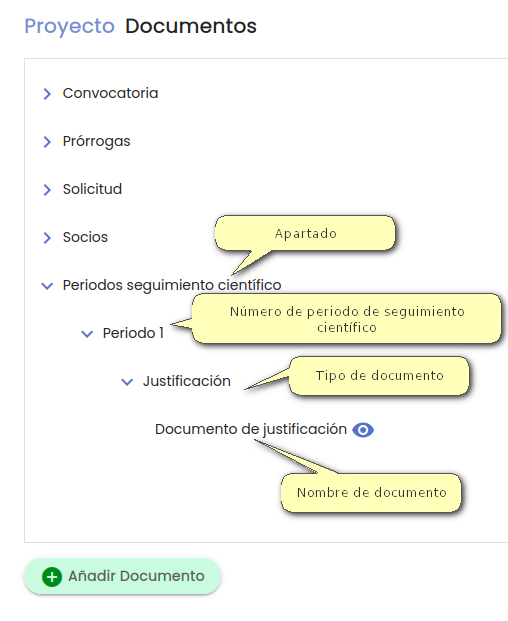 Proyecto Documentos
Convocatoria
Prórrogas
Solicitud
Socios
Apartado
Periodos seguimiento científico
Número de periodo de seguimiento
científico
Periodo 1
Tipo de documento
Justificación
Documento de justificación
Nombre de documento
Añadir Documento